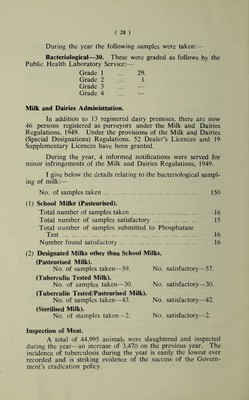 ( 28 )
During the year the following samples were taken:—
Bacteriological—30. These were graded as follows by the
Public Health Laboratory Service:—
Grade 1 ... 29.
Grade 2 ... 1.
Grade 3 ... —
Grade 4 ... —
Milk and Dairies Administration.
In addition to 13 registered dairy premises, there are now
46 persons registered as purveyors under the Milk and Dairies
Regulations, 1949. Under the provisions of the Milk and Dairies
(Special Designations) Regulations, 52 Dealer's Licences and 19
Supplementary Licences have been granted.
During the year, 4 informed notifications were served for
minor infringements of the Milk and Dairies Regulations, 1949.
I give below the details relating to the bacteriological sampl-
ing of milk:—
No. of samples taken ... 150
(1) School Milks (Pasteurised).
Total number of samples taken ... 16
Total number of samples satisfactory ... 15
Total number of samples submitted to Phosphatase
Test ... 16
Number found satisfactory ... 16
(2) Designated Milks other than School Milks.
(Pasteurised Milk).
No. of samples taken—59. No. satisfactory—57.
(Tuberculin Tested Milk).
No. of samples taken—30. No. satisfactory—30.
(Tuberculin Tested/Pasteurised Milk).
No. of samples taken—43. No. satisfactory—42.
(Sterilised Milk).
No. of stamples taken—2. No. satisfactory—2.
Inspection of Meat.
A total of 44,995 animals were slaughtered and inspected
during the year—an increase of 3,470 on the previous year. The
incidence of tuberculosis during the year is easily the lowest ever
recorded and is striking evidence of the success of the Govern-
ment's eradication policy.